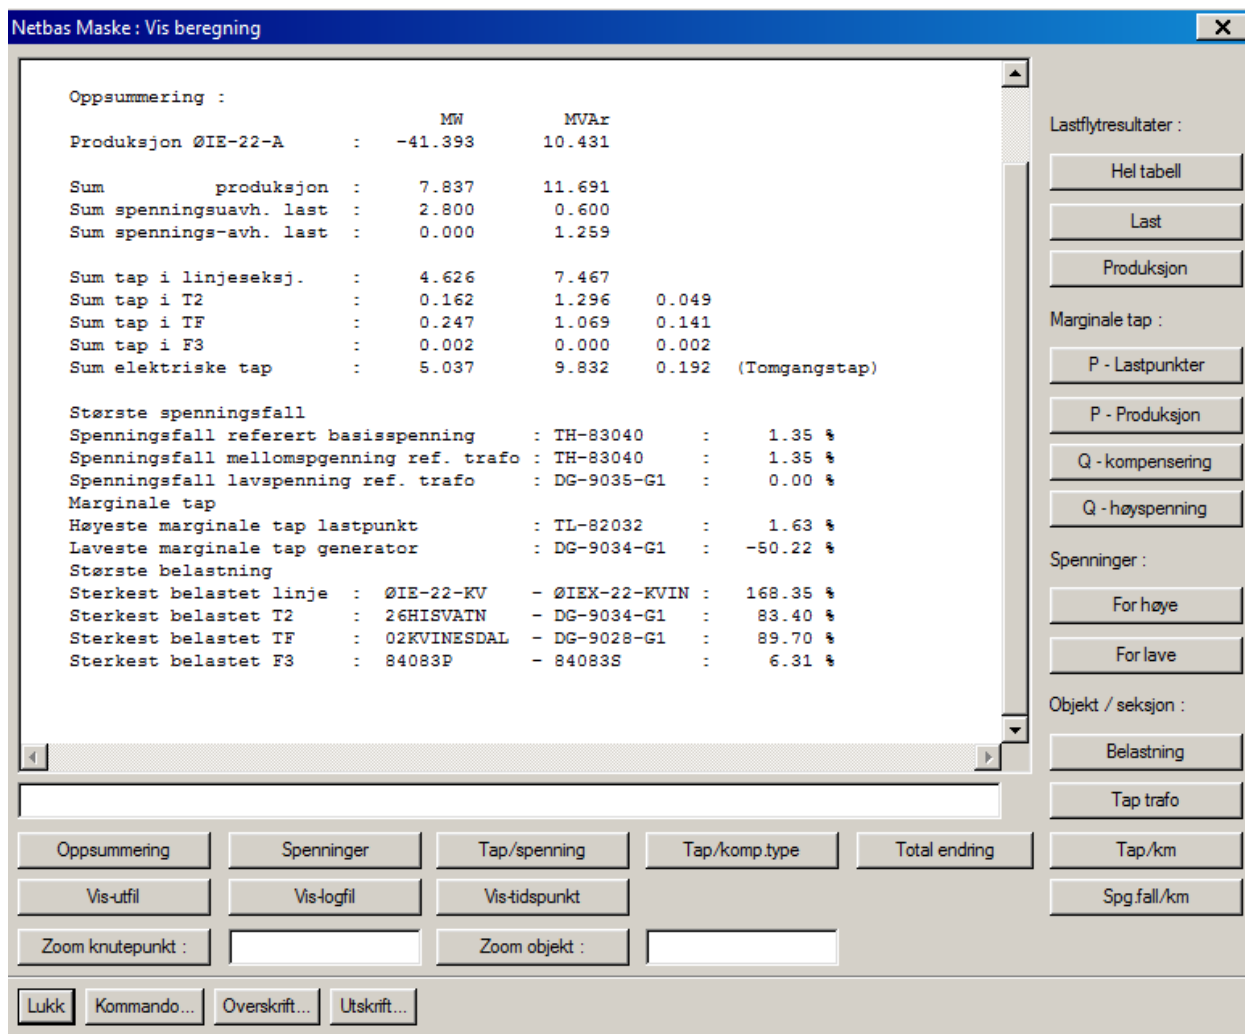 Netbas Maske : Vis beregning
Oppsummering :
MW MVAr
Produksjon ØIE-22-A : -41.393 10.431
Sum produksjon : 7.837 11.691
Sum spenningsuavh. last : 2.800 0.600
Sum spennings-avh. last : 0.000 1.259
Sum tap i linjeseksj. : 4.626 7.467
Sum tap i T2 : 0.162 1.296 0.049
Sum tap i TF : 0.247 1.069 0.141
Sum tap i F3 : 0.002 0.000 0.002
Sum elektriske tap : 5.037 9.832 0.192 (Tomgangstap)
Største spenningsfall
Spenningsfall referert basisspenning : TH-83040 : 1.35 %
Spenningsfall mellomspgenning ref. trafo : TH-83040 : 1.35 %
Spenningsfall lavspenning ref. trafo : DG-9035-G1 : 0.00 %
Marginale tap
Høyeste marginale tap lastpunkt : TL-82032 : 1.63 %
Laveste marginale tap generator : DG-9034-G1 : -50.22 %
Største belastning
Sterkest belastet linje : ØIE-22-KV - ØIEX-22-KVIN : 168.35 %
Sterkest belastet T2 : 26HISVATN - DG-9034-G1 : 83.40 %
Sterkest belastet TF : 02KVINESDAL - DG-9028-G1 : 89.70 %
Sterkest belastet F3 : 84083P - 84083S : 6.31 %
Lastflytresultater :
Hel tabell
Last
Produksjon
Marginale tap :
P - Lastpunkter
P - Produksjon
Q - kompensering
Q - høyspenning
Spenninger :
For høye
For lave
Objekt / seksjon :
Belastning
Tap trafo
Oppsummering Spenninger Tap/spenning Tap/komp.type Total endring Tap/km
Vis-utfil Vis-logfil Vis-tidspunkt Spg.fall/km
Zoom knutepunkt : Zoom objekt :
Lukk Kommando... Overskrift... Utskrift...